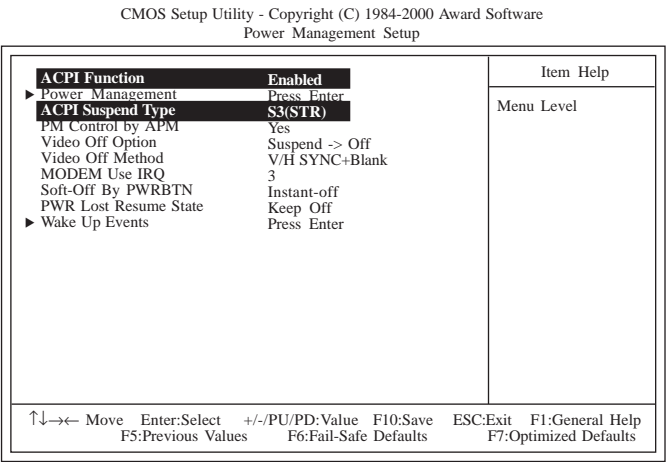 CMOS Setup Utility - Copyright (C) 1984-2000 Award Software
Power Management Setup
ACPI Function Enabled
▶ Power Management Press Enter
ACPI Suspend Type S3(STR)
PM Control by APM Yes
Video Off Option Suspend -> Off
Video Off Method V/H SYNC+Blank
MODEM Use IRQ 3
Soft-Off By PWRBTN Instant-off
PWR Lost Resume State Keep Off
▶ Wake Up Events Press Enter
Item Help
Menu Level
↑↓→← Move Enter:Select +/-/PU/PD:Value F10:Save ESC:Exit F1:General Help
F5:Previous Values F6:Fail-Safe Defaults F7:Optimized Defaults